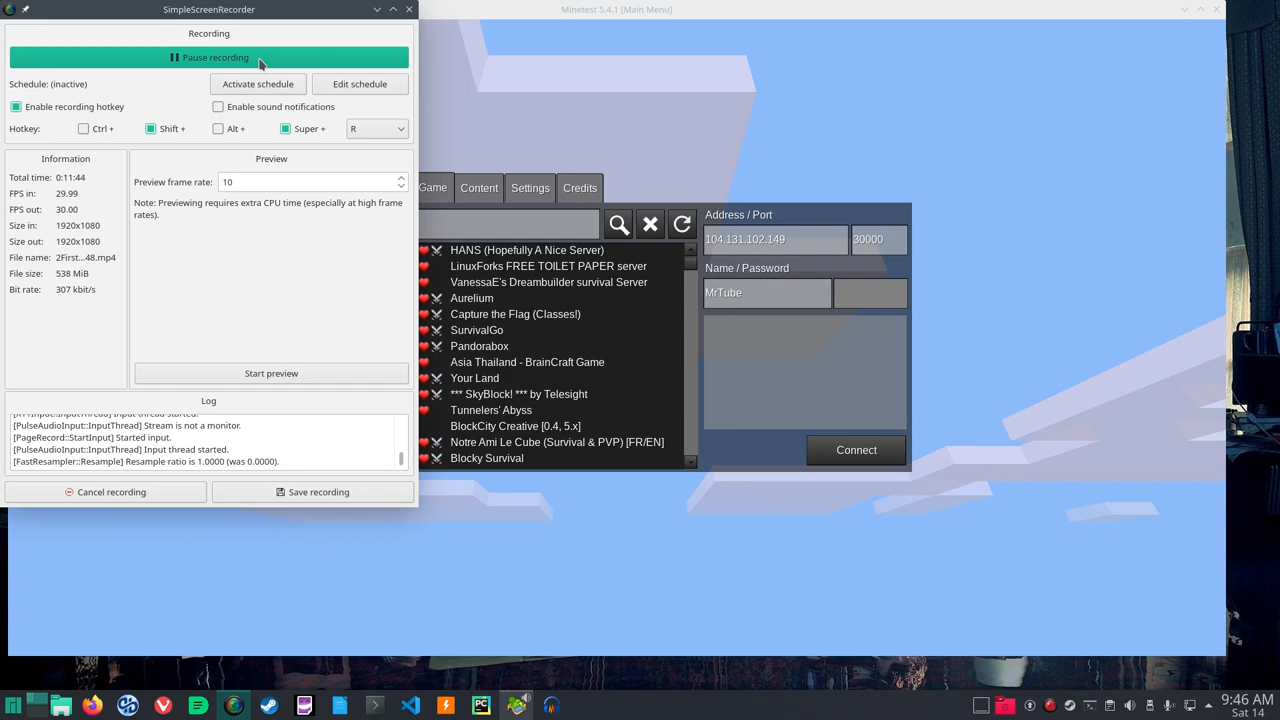 SimpleScreenRecorder
Minetest 5.4.1 [Main Menu]
Recording
Pause recording
Schedule: (inactive)
Activate schedule
Edit schedule
Enable recording hotkey
Enable sound notifications
Hotkey:
Ctrl +
Shift +
Alt +
Super +
R
Information
Total time: 0:11:44
FPS in: 29.99
FPS out: 30.00
Size in: 1920x1080
Size out: 1920x1080
File name: 2First...48.mp4
File size: 538 MiB
Bit rate: 307 kbit/s
Preview
Preview frame rate: 10
Note: Previewing requires extra CPU time (especially at high frame
rates).
Start preview
Log
[PulseAudioInput::InputThread] Stream is not a monitor.
[PageRecord::StartInput] Started input.
[PulseAudioInput::InputThread] Input thread started.
[FastResampler::Resample] Resample ratio is 1.0000 (was 0.0000).
Cancel recording
Save recording
Game
Content
Settings
Credits
HANS (Hopefully A Nice Server)
LinuxForks FREE TOILET PAPER server
VanessaE's Dreambuilder survival Server
Aurelium
Capture the Flag (Classes!)
SurvivalGo
Pandorabox
Asia Thailand - BrainCraft Game
Your Land
*** SkyBlock! *** by Telesight
Tunnelers' Abyss
BlockCity Creative [0.4, 5.x]
Notre Ami Le Cube (Survival & PVP) [FR/EN]
Blocky Survival
Address / Port
104.131.102.149
30000
Name / Password
MrTube
Connect
9:46 AM
Sat 14